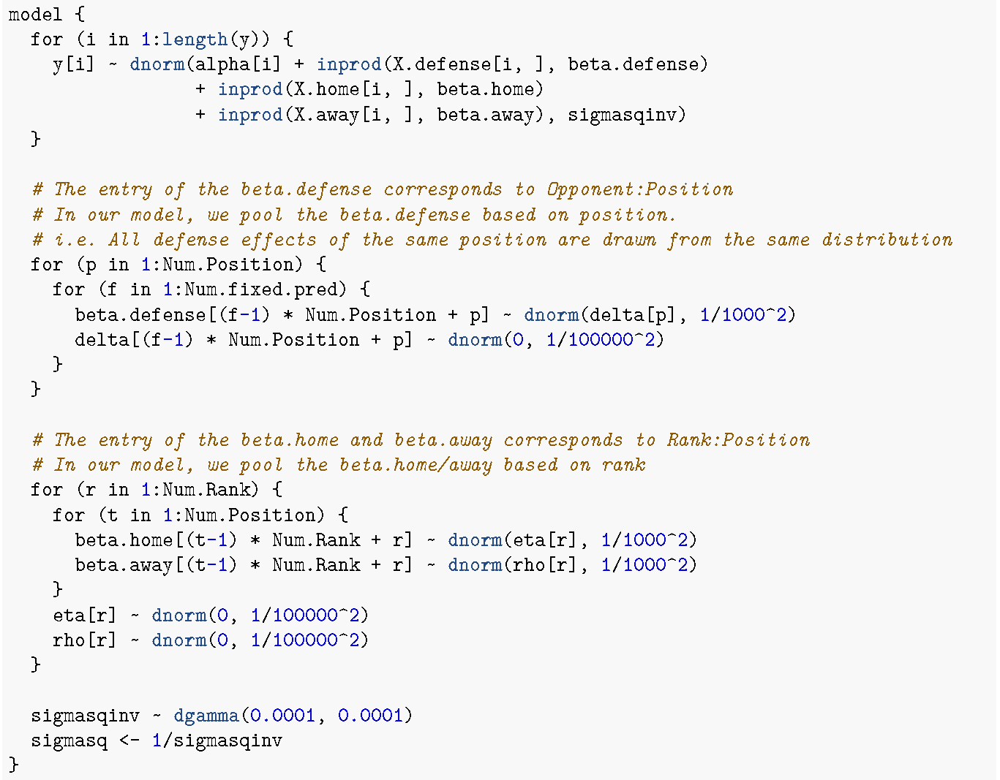 model {
  for (i in 1:length(y)) {
    y[i] ~ dnorm(alpha[i] + inprod(X.defense[i, ], beta.defense)
                 + inprod(X.home[i, ], beta.home)
                 + inprod(X.away[i, ], beta.away), sigmasqinv)
  }

  # The entry of the beta.defense corresponds to Opponent:Position
  # In our model, we pool the beta.defense based on position.
  # i.e. All defense effects of the same position are drawn from the same distribution
  for (p in 1:Num.Position) {
    for (f in 1:Num.fixed.pred) {
      beta.defense[(f-1) * Num.Position + p] ~ dnorm(delta[p], 1/1000^2)
      delta[(f-1) * Num.Position + p] ~ dnorm(0, 1/100000^2)
    }
  }

  # The entry of the beta.home and beta.away corresponds to Rank:Position
  # In our model, we pool the beta.home/away based on rank
  for (r in 1:Num.Rank) {
    for (t in 1:Num.Position) {
      beta.home[(t-1) * Num.Rank + r] ~ dnorm(eta[r], 1/1000^2)
      beta.away[(t-1) * Num.Rank + r] ~ dnorm(rho[r], 1/1000^2)
    }
    eta[r] ~ dnorm(0, 1/100000^2)
    rho[r] ~ dnorm(0, 1/100000^2)
  }

  sigmasqinv ~ dgamma(0.0001, 0.0001)
  sigmasq <- 1/sigmasqinv
}